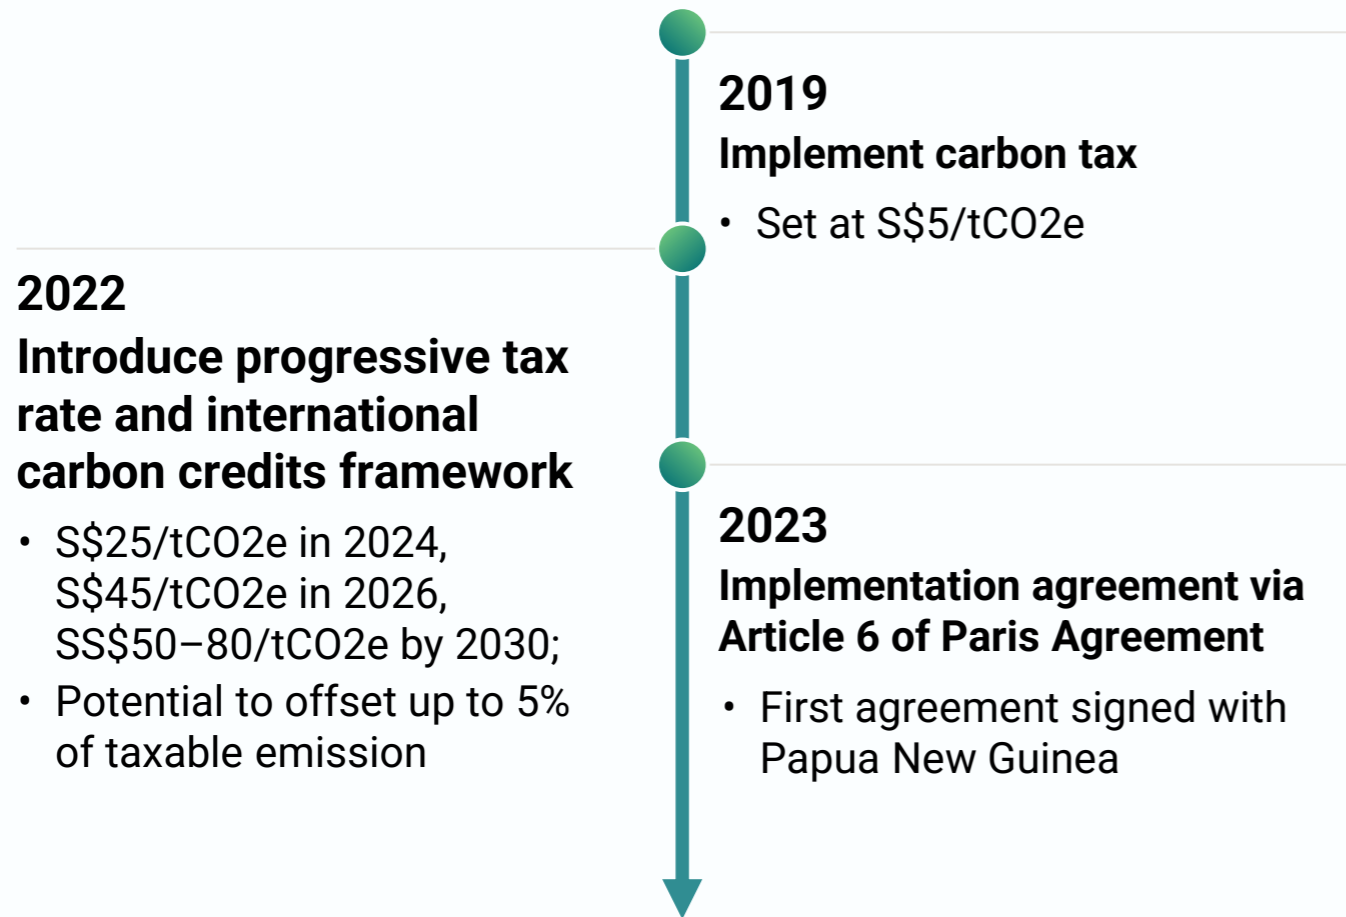 2019
Implement carbon tax
• Set at S$5/tCO2e
2022
Introduce progressive tax
rate and international
carbon credits framework
• S$25/tCO2e in 2024,
S$45/tCO2e in 2026,
SS$50–80/tCO2e by 2030;
• Potential to offset up to 5%
of taxable emission
2023
Implementation agreement via
Article 6 of Paris Agreement
• First agreement signed with
Papua New Guinea